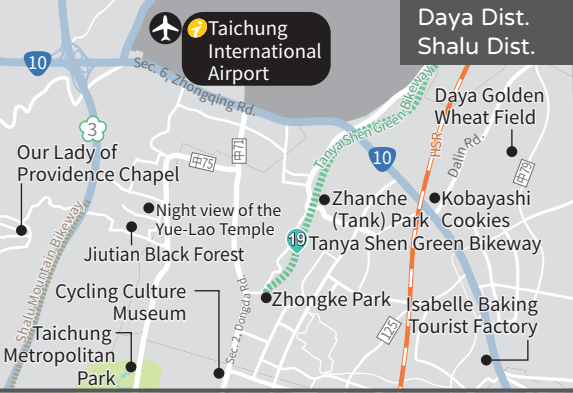 Daya Dist.
Shalu Dist.
Taichung
International
Airport
10
Sec. 6, Zhongqing Rd.
Tanya Shen Green Bikeway
HSR
Daya Golden
Wheat Field
3
中71
中75
10
Dalin Rd.
中79
Our Lady of
Providence Chapel
Zhanche
(Tank) Park
Kobayashi
Cookies
Night view of the
Yue-Lao Temple
19
Tanya Shen Green Bikeway
Jiutian Black Forest
Shalu Mountain Bikeway
Cycling Culture
Museum
Sec. 2, Dongda Rd.
Zhongke Park
Isabelle Baking
Tourist Factory
125
Taichung
Metropolitan
Park